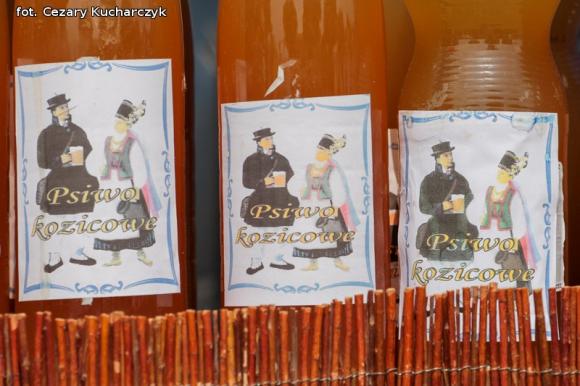 fot. Cezary Kucharczyk
Psiwo
kozicowe
Psiwo
kozicowe
Psiwo
kozicowe